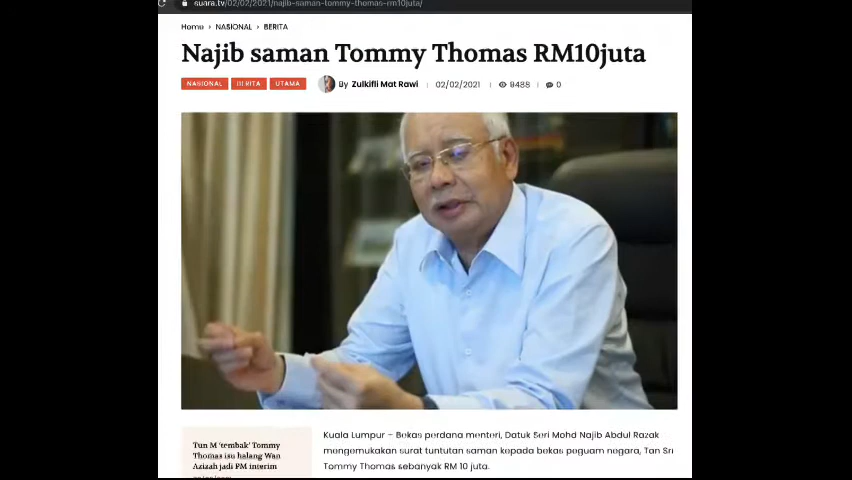 suara.tv/02/02/2021/najib-saman-tommy-thomas-rm10juta/
Home > NASIONAL > BERITA
Najib saman Tommy Thomas RM10juta
NASIONAL BERITA UTAMA By Zulkifli Mat Rawi | 02/02/2021 | 9488 | 0
Kuala Lumpur – Bekas perdana menteri, Datuk Seri Mohd Najib Abdul Razak
mengemukakan surat tuntutan saman kepada bekas peguam negara, Tan Sri
Tommy Thomas sebanyak RM 10 juta.
Tun M 'tembak' Tommy
Thomas isu halang Wan
Azizah jadi PM interim